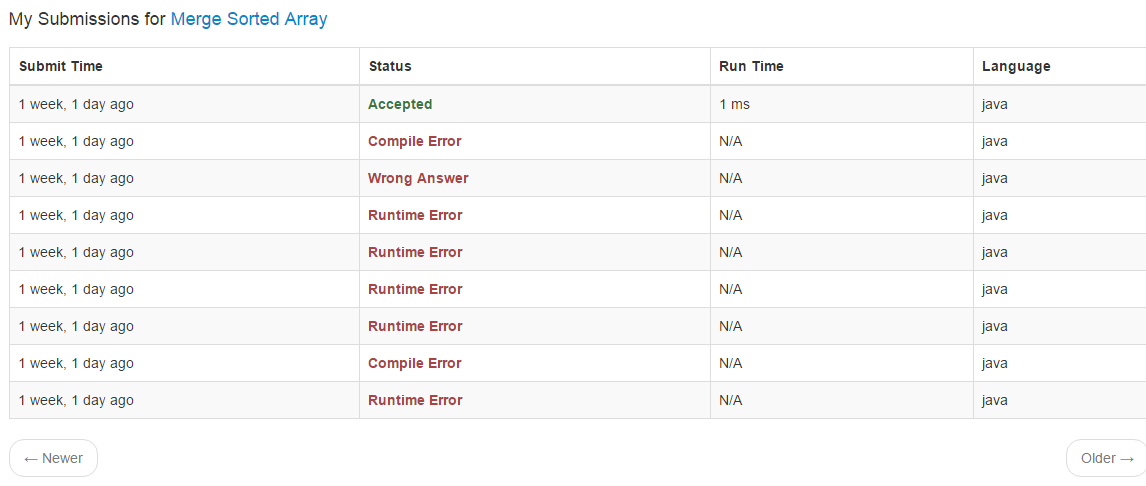 My Submissions for Merge Sorted Array
Submit Time Status Run Time Language
1 week, 1 day ago Accepted 1 ms java
1 week, 1 day ago Compile Error N/A java
1 week, 1 day ago Wrong Answer N/A java
1 week, 1 day ago Runtime Error N/A java
1 week, 1 day ago Runtime Error N/A java
1 week, 1 day ago Runtime Error N/A java
1 week, 1 day ago Runtime Error N/A java
1 week, 1 day ago Compile Error N/A java
1 week, 1 day ago Runtime Error N/A java
← Newer Older →